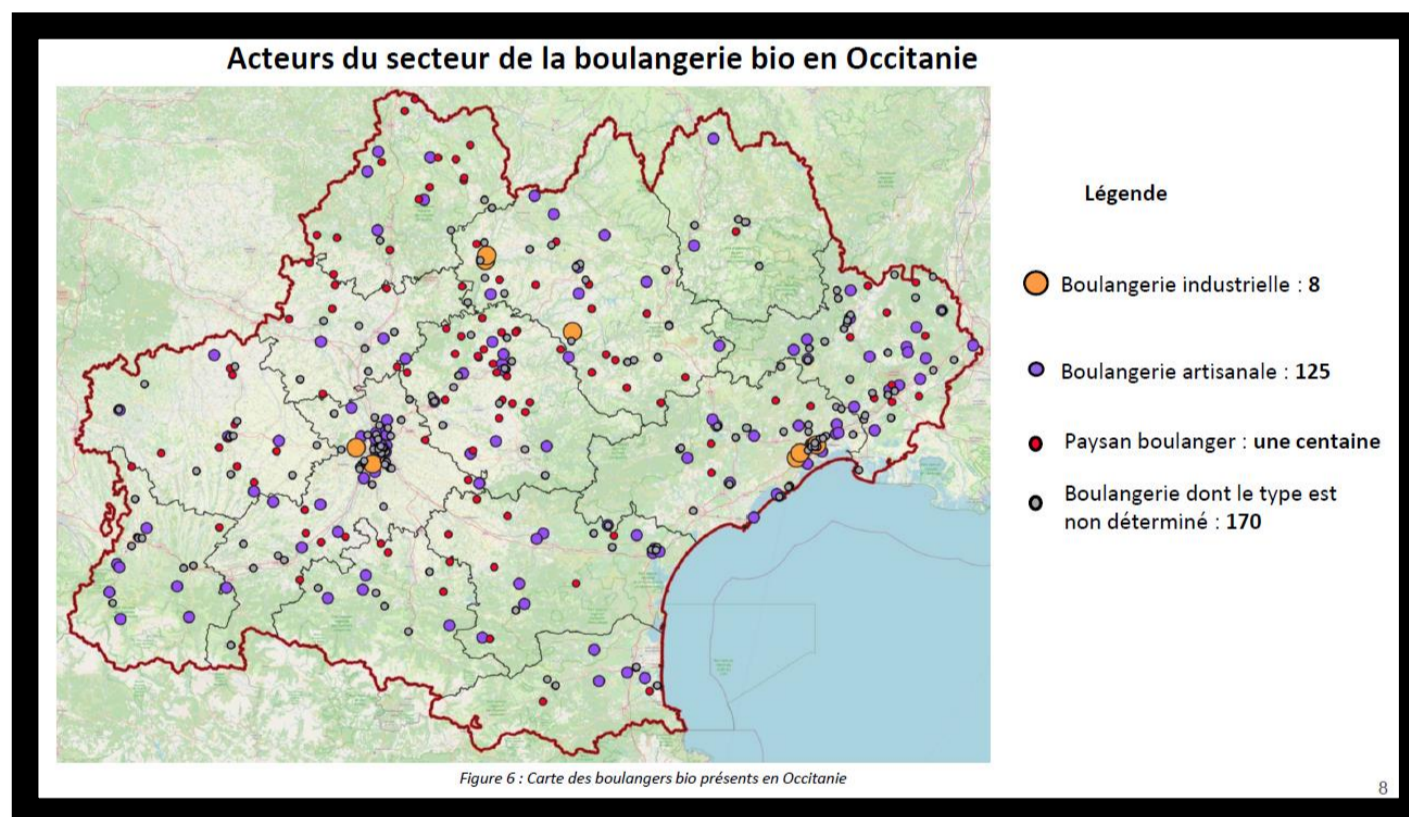 Acteurs du secteur de la boulangerie bio en Occitanie
Légende
Boulangerie industrielle : 8
Boulangerie artisanale : 125
Paysan boulanger : une centaine
Boulangerie dont le type est
non déterminé : 170
Figure 6 : Carte des boulangers bio présents en Occitanie
8